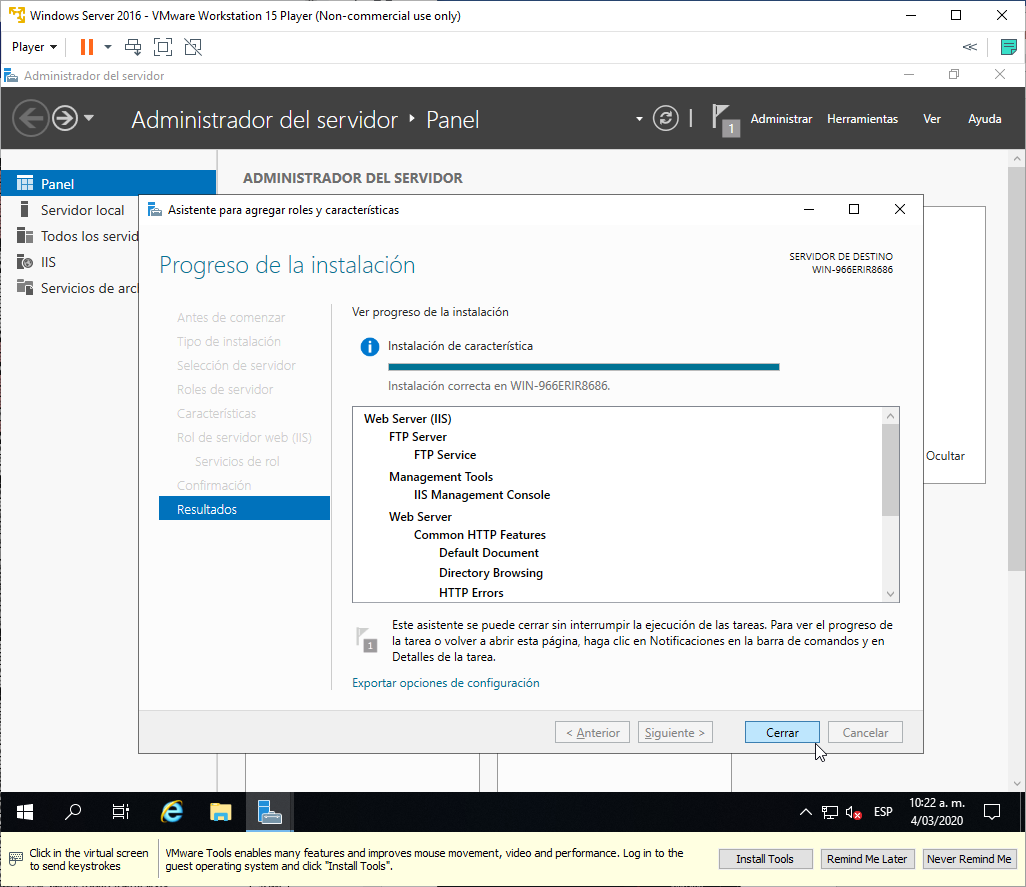 Windows Server 2016 - VMware Workstation 15 Player (Non-commercial use only)
Player
Administrador del servidor
Administrador del servidor Panel
1
Administrar Herramientas Ver Ayuda
Panel
Servidor local
Todos los servid
IIS
Servicios de arc
ADMINISTRADOR DEL SERVIDOR
Asistente para agregar roles y características
Progreso de la instalación
SERVIDOR DE DESTINO
WIN-966ERIR8686
Antes de comenzar
Tipo de instalación
Selección de servidor
Roles de servidor
Características
Rol de servidor web (IIS)
Servicios de rol
Confirmación
Resultados
Ver progreso de la instalación
Instalación de característica
Instalación correcta en WIN-966ERIR8686.
Web Server (IIS)
FTP Server
FTP Service
Management Tools
IIS Management Console
Web Server
Common HTTP Features
Default Document
Directory Browsing
HTTP Errors
1
Este asistente se puede cerrar sin interrumpir la ejecución de las tareas. Para ver el progreso de
la tarea o volver a abrir esta página, haga clic en Notificaciones en la barra de comandos y en
Detalles de la tarea.
Exportar opciones de configuración
< Anterior Siguiente > Cerrar Cancelar
Ocultar
ESP
10:22 a. m.
4/03/2020
Click in the virtual screen
to send keystrokes
VMware Tools enables many features and improves mouse movement, video and performance. Log in to the
guest operating system and click "Install Tools".
Install Tools Remind Me Later Never Remind Me